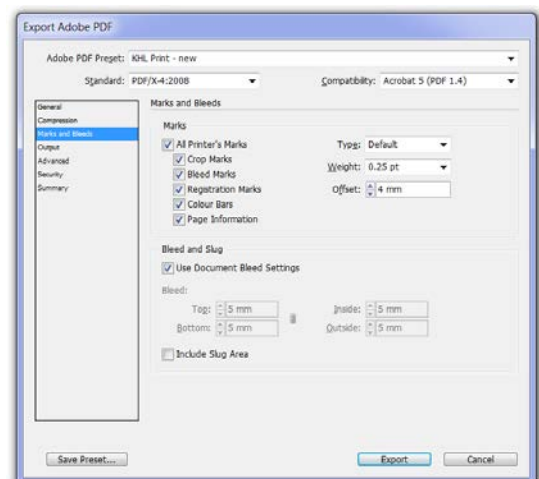 Export Adobe PDF
Adobe PDF Preset: KHL Print - new
Standard: PDF/X-4:2008 Compatibility: Acrobat 5 (PDF 1.4)
General
Compression
Marks and Bleeds
Output
Advanced
Security
Summary
Marks and Bleeds
Marks
All Printer's Marks Type: Default
Crop Marks Weight: 0.25 pt
Bleed Marks Offset: 4 mm
Registration Marks
Colour Bars
Page Information
Bleed and Slug
Use Document Bleed Settings
Bleed:
Top: 5 mm Inside: 5 mm
Bottom: 5 mm Outside: 5 mm
Include Slug Area
Save Preset... Export Cancel